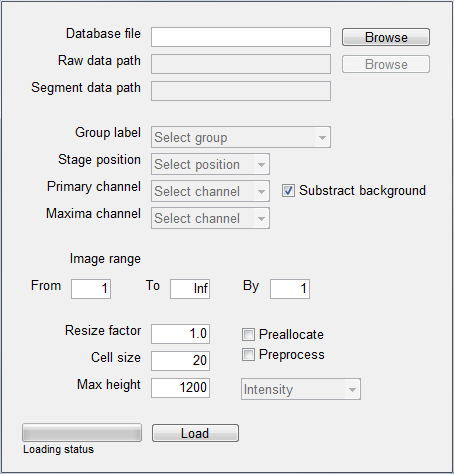 Database file Browse
Raw data path Browse
Segment data path
Group label Select group
Stage position Select position
Primary channel Select channel Substract background
Maxima channel Select channel
Image range
From 1 To Inf By 1
Resize factor 1.0 Preallocate
Cell size 20 Preprocess
Max height 1200 Intensity
Load
Loading status